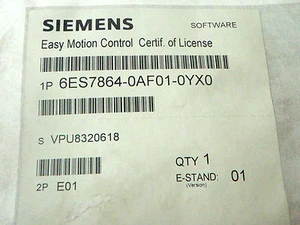 SIEMENS SOFTWARE
Easy Motion Control Certif. of License
1P 6ES7864-0AF01-0YX0
S VPU8320618
QTY 1
2P E01
E-STAND: 01
(Version)